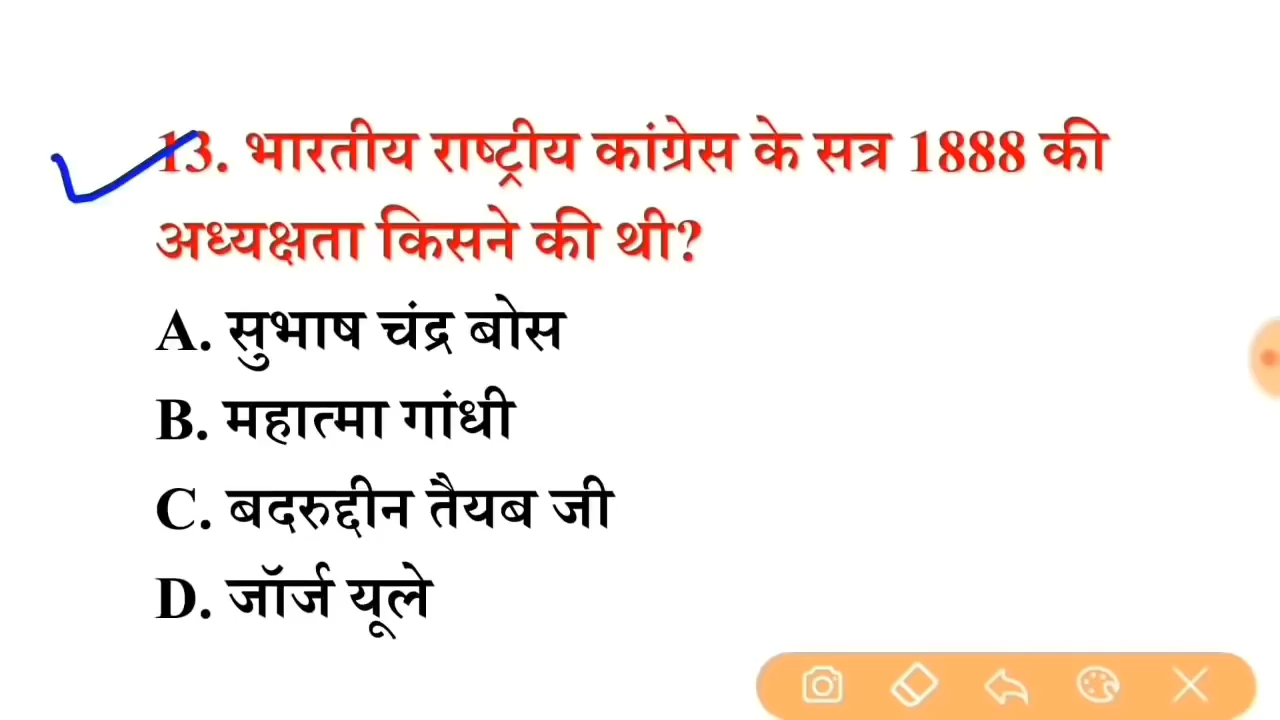 13. भारतीय राष्ट्रीय कांग्रेस के सत्र 1888 की
अध्यक्षता किसने की थी?
A. सुभाष चंद्र बोस
B. महात्मा गांधी
C. बदरुद्दीन तैयब जी
D. जॉर्ज यूले